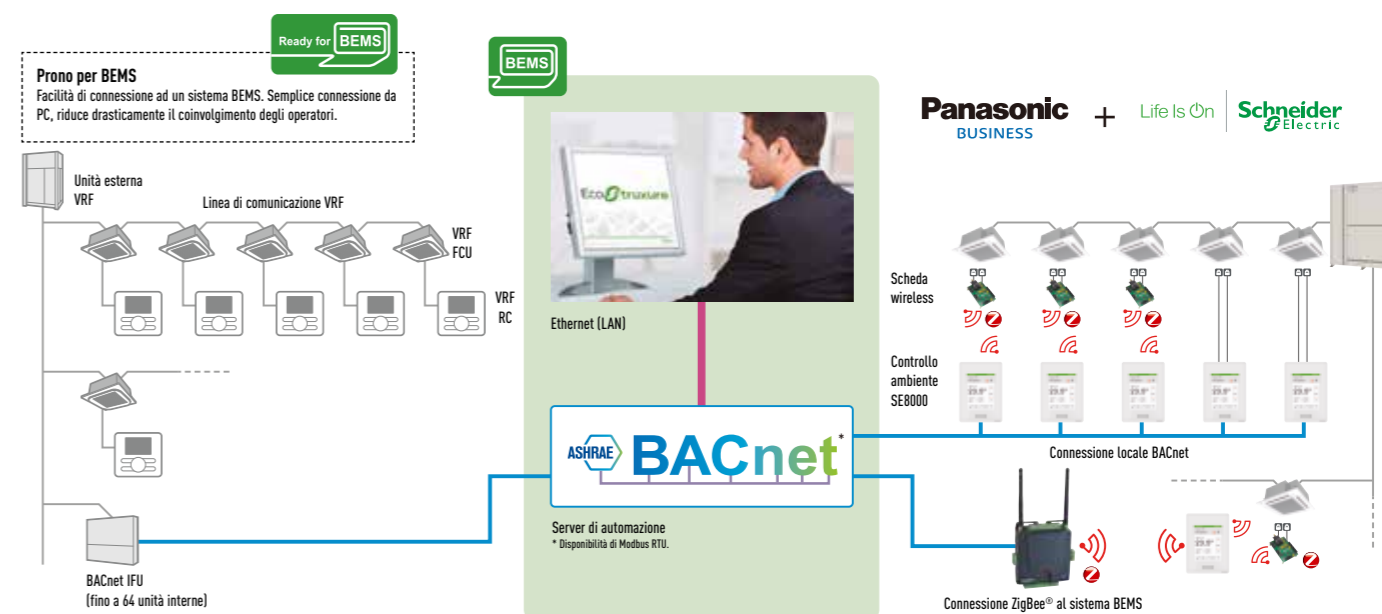 Ready for BEMS
Prono per BEMS
Facilità di connessione ad un sistema BEMS. Semplice connessione da
PC, riduce drasticamente il coinvolgimento degli operatori.
Unità esterna
VRF
Linea di comunicazione VRF
VRF
FCU
VRF
RC
BACnet IFU
(fino a 64 unità interne)
BEMS
EcoStruxure
Ethernet (LAN)
ASHRAE BACnet*
Server di automazione
* Disponibilità di Modbus RTU.
Panasonic
BUSINESS
+
Life Is On
Schneider
Electric
Scheda
wireless
Controllo
ambiente
SE8000
Connessione locale BACnet
Connessione ZigBee® al sistema BEMS